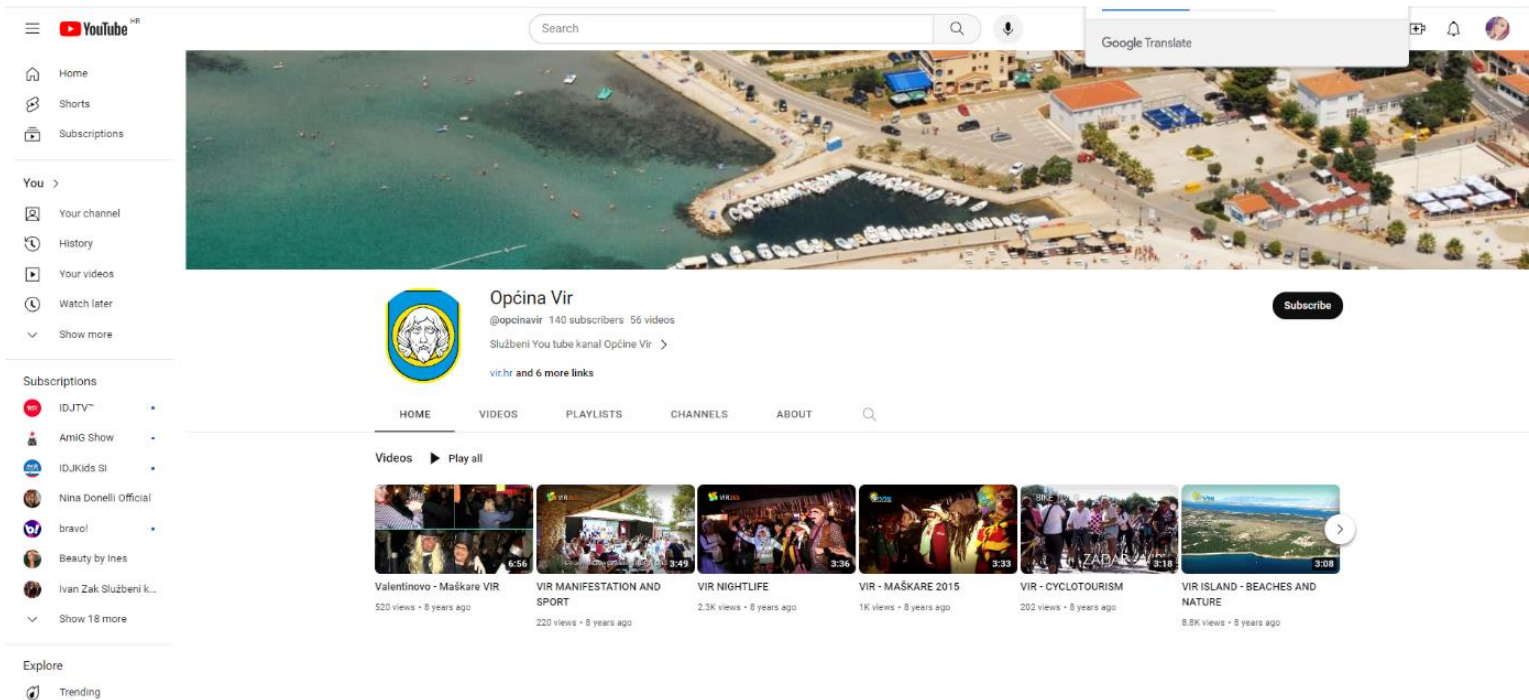 YouTube HR
Search
Google Translate
Home
Shorts
Subscriptions
You
Your channel
History
Your videos
Watch later
Show more
Subscriptions
IDJTV™
AmiG Show
IDJKids SI
Nina Donelli Official
bravo!
Beauty by Ines
Ivan Zak Službeni k...
Show 18 more
Explore
Trending
Općina Vir
@opcinavir 140 subscribers 56 videos
Službeni You tube kanal Općine Vir
vir.hr and 6 more links
Subscribe
HOME VIDEOS PLAYLISTS CHANNELS ABOUT
Videos Play all
6:56
Valentinovo - Maškare VIR
520 views • 8 years ago
3:49
VIR MANIFESTATION AND
SPORT
220 views • 8 years ago
3:36
VIR NIGHTLIFE
2.3K views • 8 years ago
3:33
VIR - MAŠKARE 2015
1K views • 8 years ago
BIKE
ZADAR
3:18
VIR - CYCLOTOURISM
202 views • 8 years ago
3:08
VIR ISLAND - BEACHES AND
NATURE
8.8K views • 8 years ago